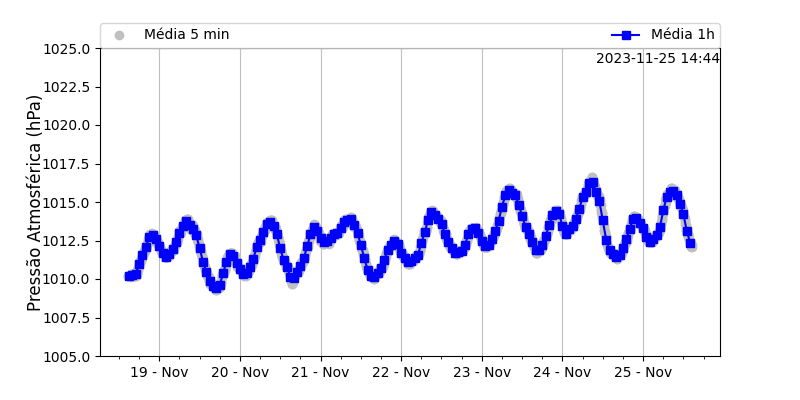 Média 5 min
Média 1h
2023-11-25 14:44
Pressão Atmosférica (hPa)
1025.0
1022.5
1020.0
1017.5
1015.0
1012.5
1010.0
1007.5
1005.0
19 - Nov
20 - Nov
21 - Nov
22 - Nov
23 - Nov
24 - Nov
25 - Nov